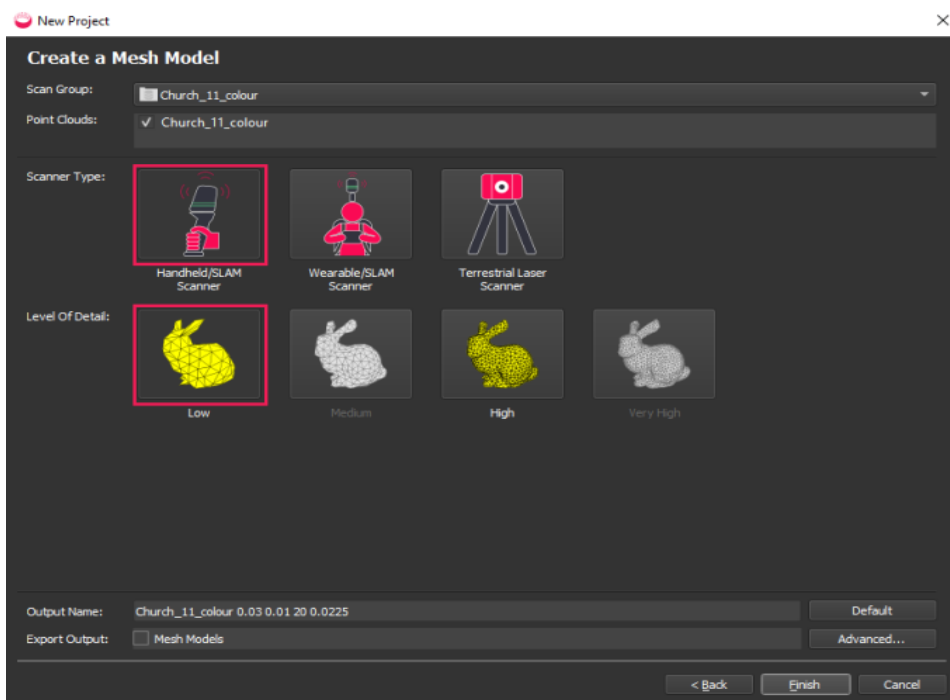 New Project
Create a Mesh Model
Scan Group:
Church_11_colour
Point Clouds:
Church_11_colour
Scanner Type:
Handheld/SLAM
Scanner
Wearable/SLAM
Scanner
Terrestrial Laser
Scanner
Level Of Detail:
Low
Medium
High
Very High
Output Name:
Church_11_colour 0.03 0.01 20 0.0225
Default
Export Output:
Mesh Models
Advanced...
< Back
Finish
Cancel